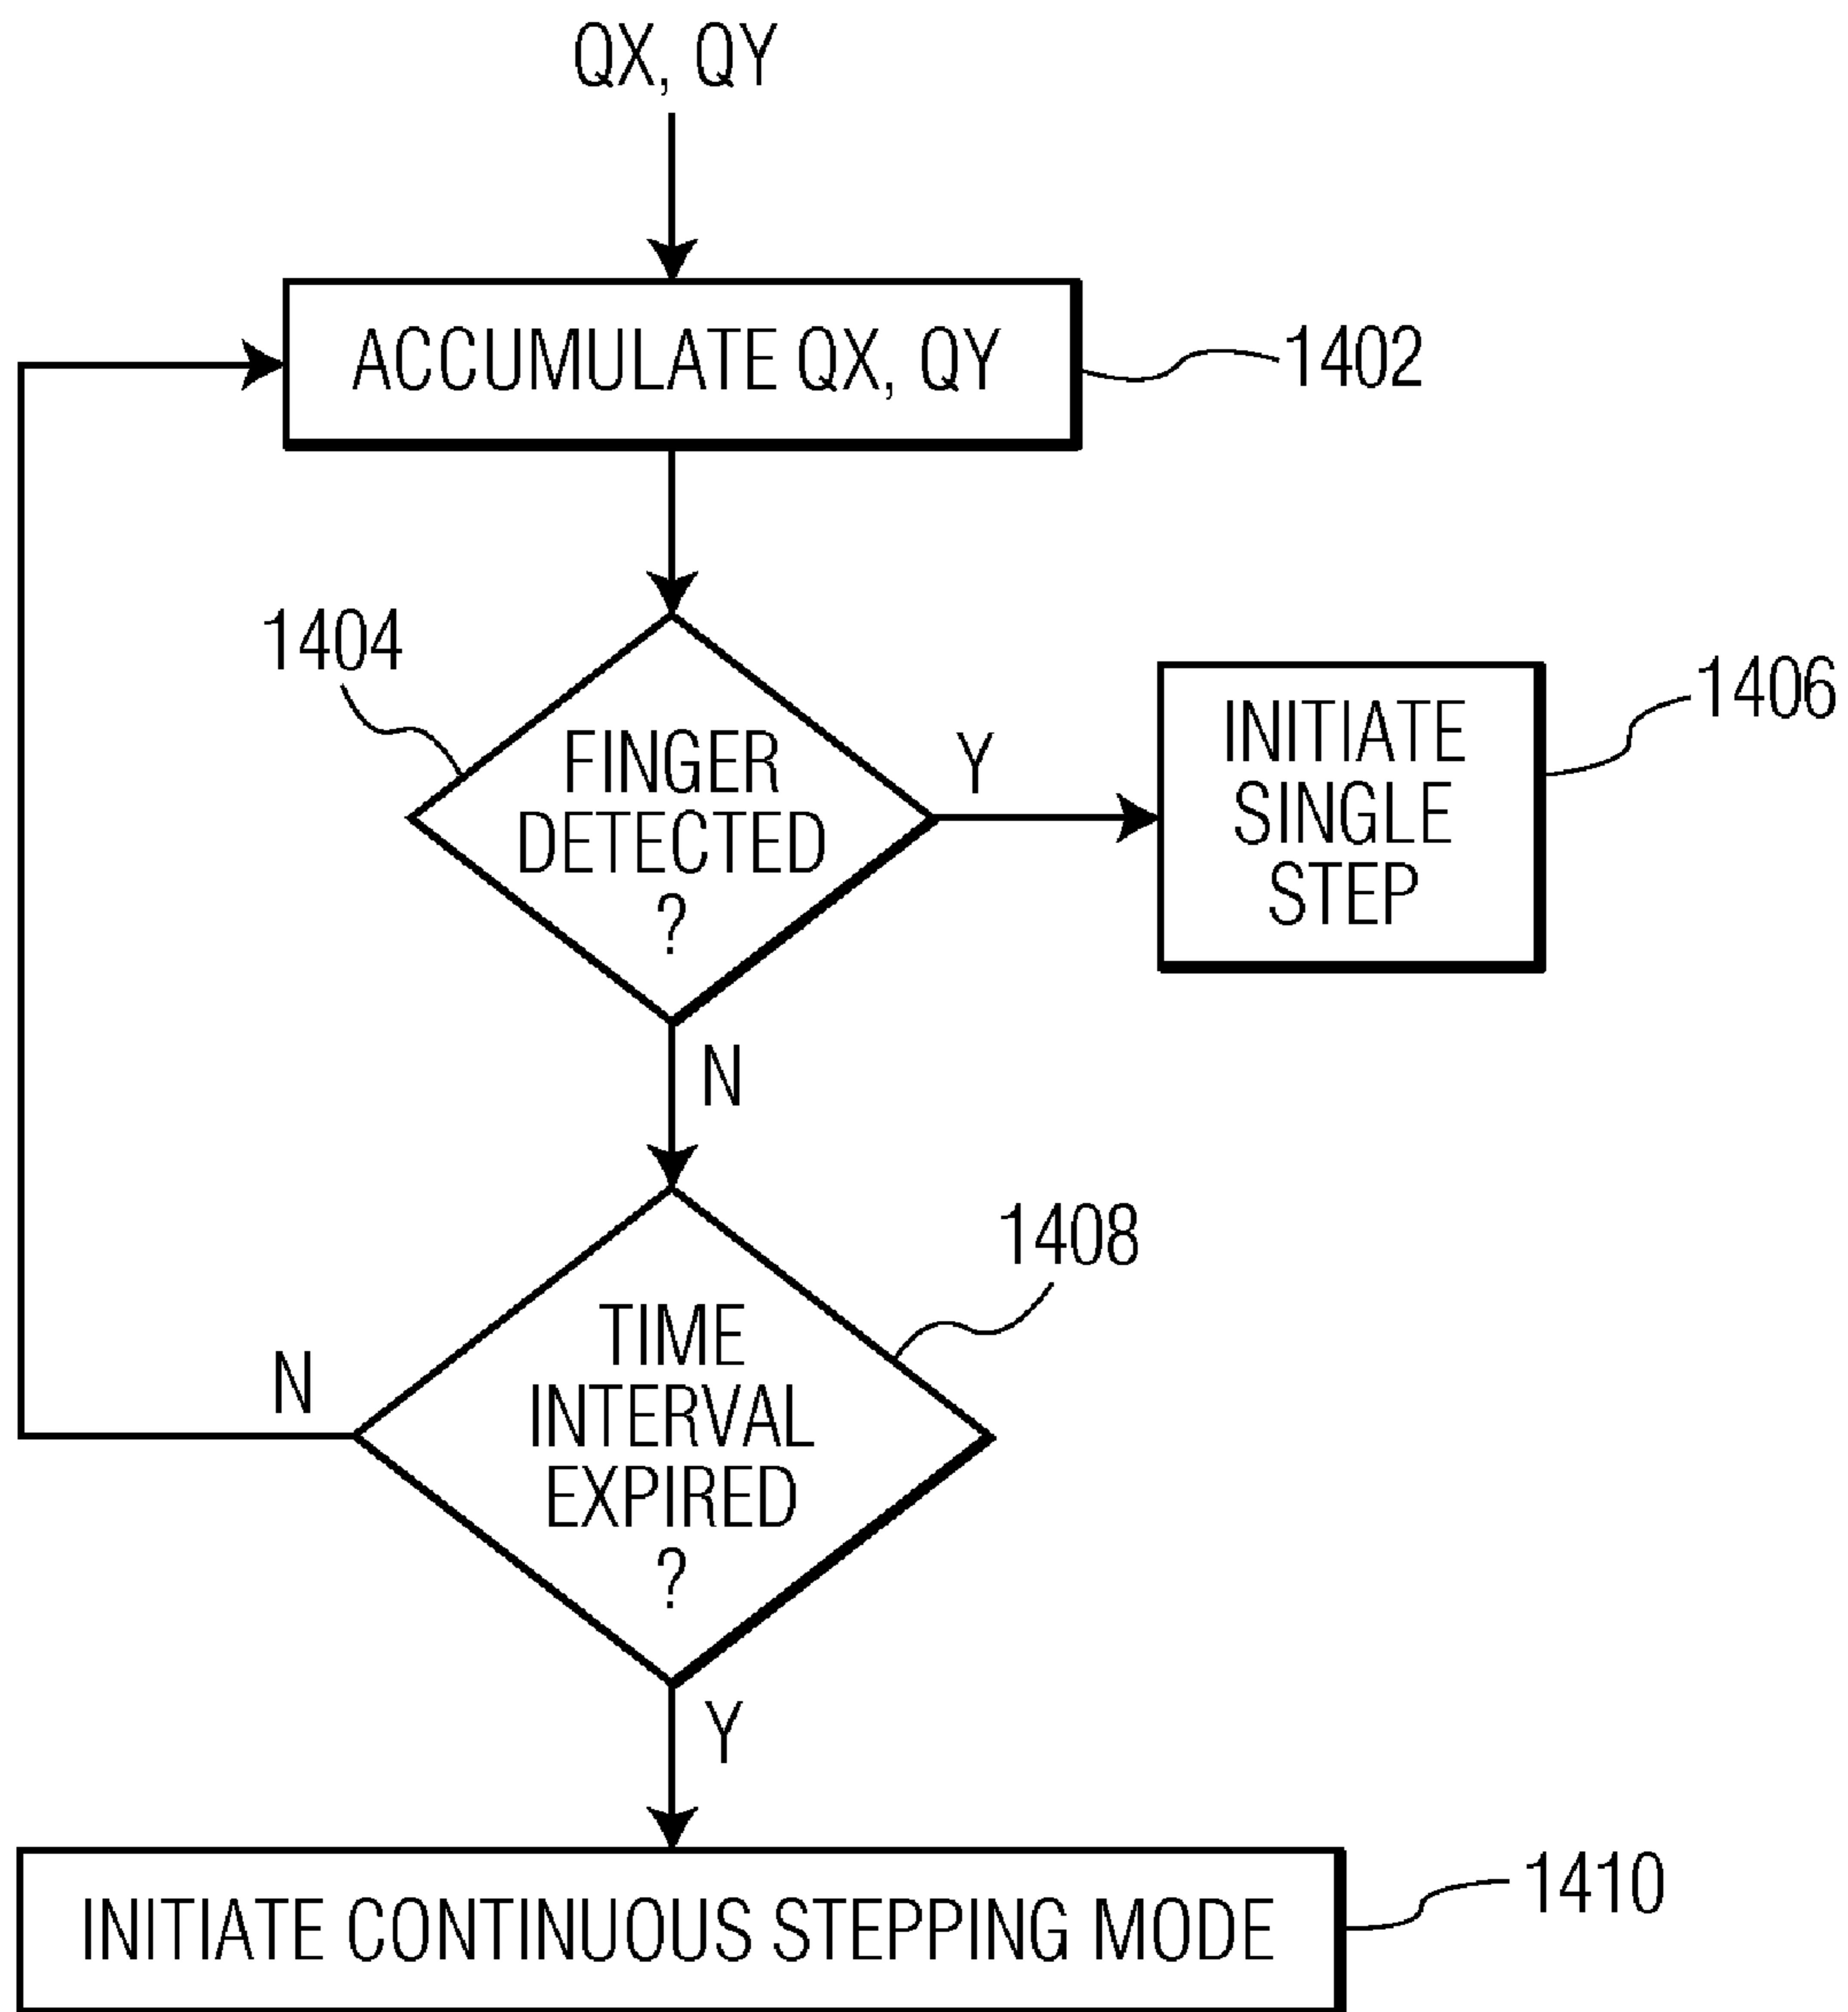 QX, QY
ACCUMULATE QX, QY
1402
1404
FINGER
DETECTED
?
Y
INITIATE
SINGLE
STEP
1406
N
1408
TIME
INTERVAL
EXPIRED
?
N
Y
INITIATE CONTINUOUS STEPPING MODE
1410